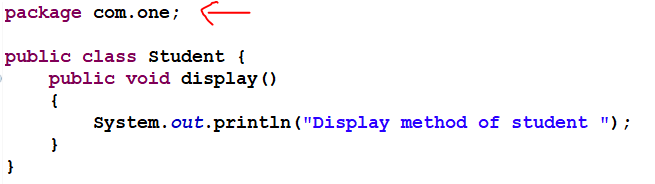 package com.one;
public class Student {
public void display()
{
System.out.println("Display method of student ");
}
}